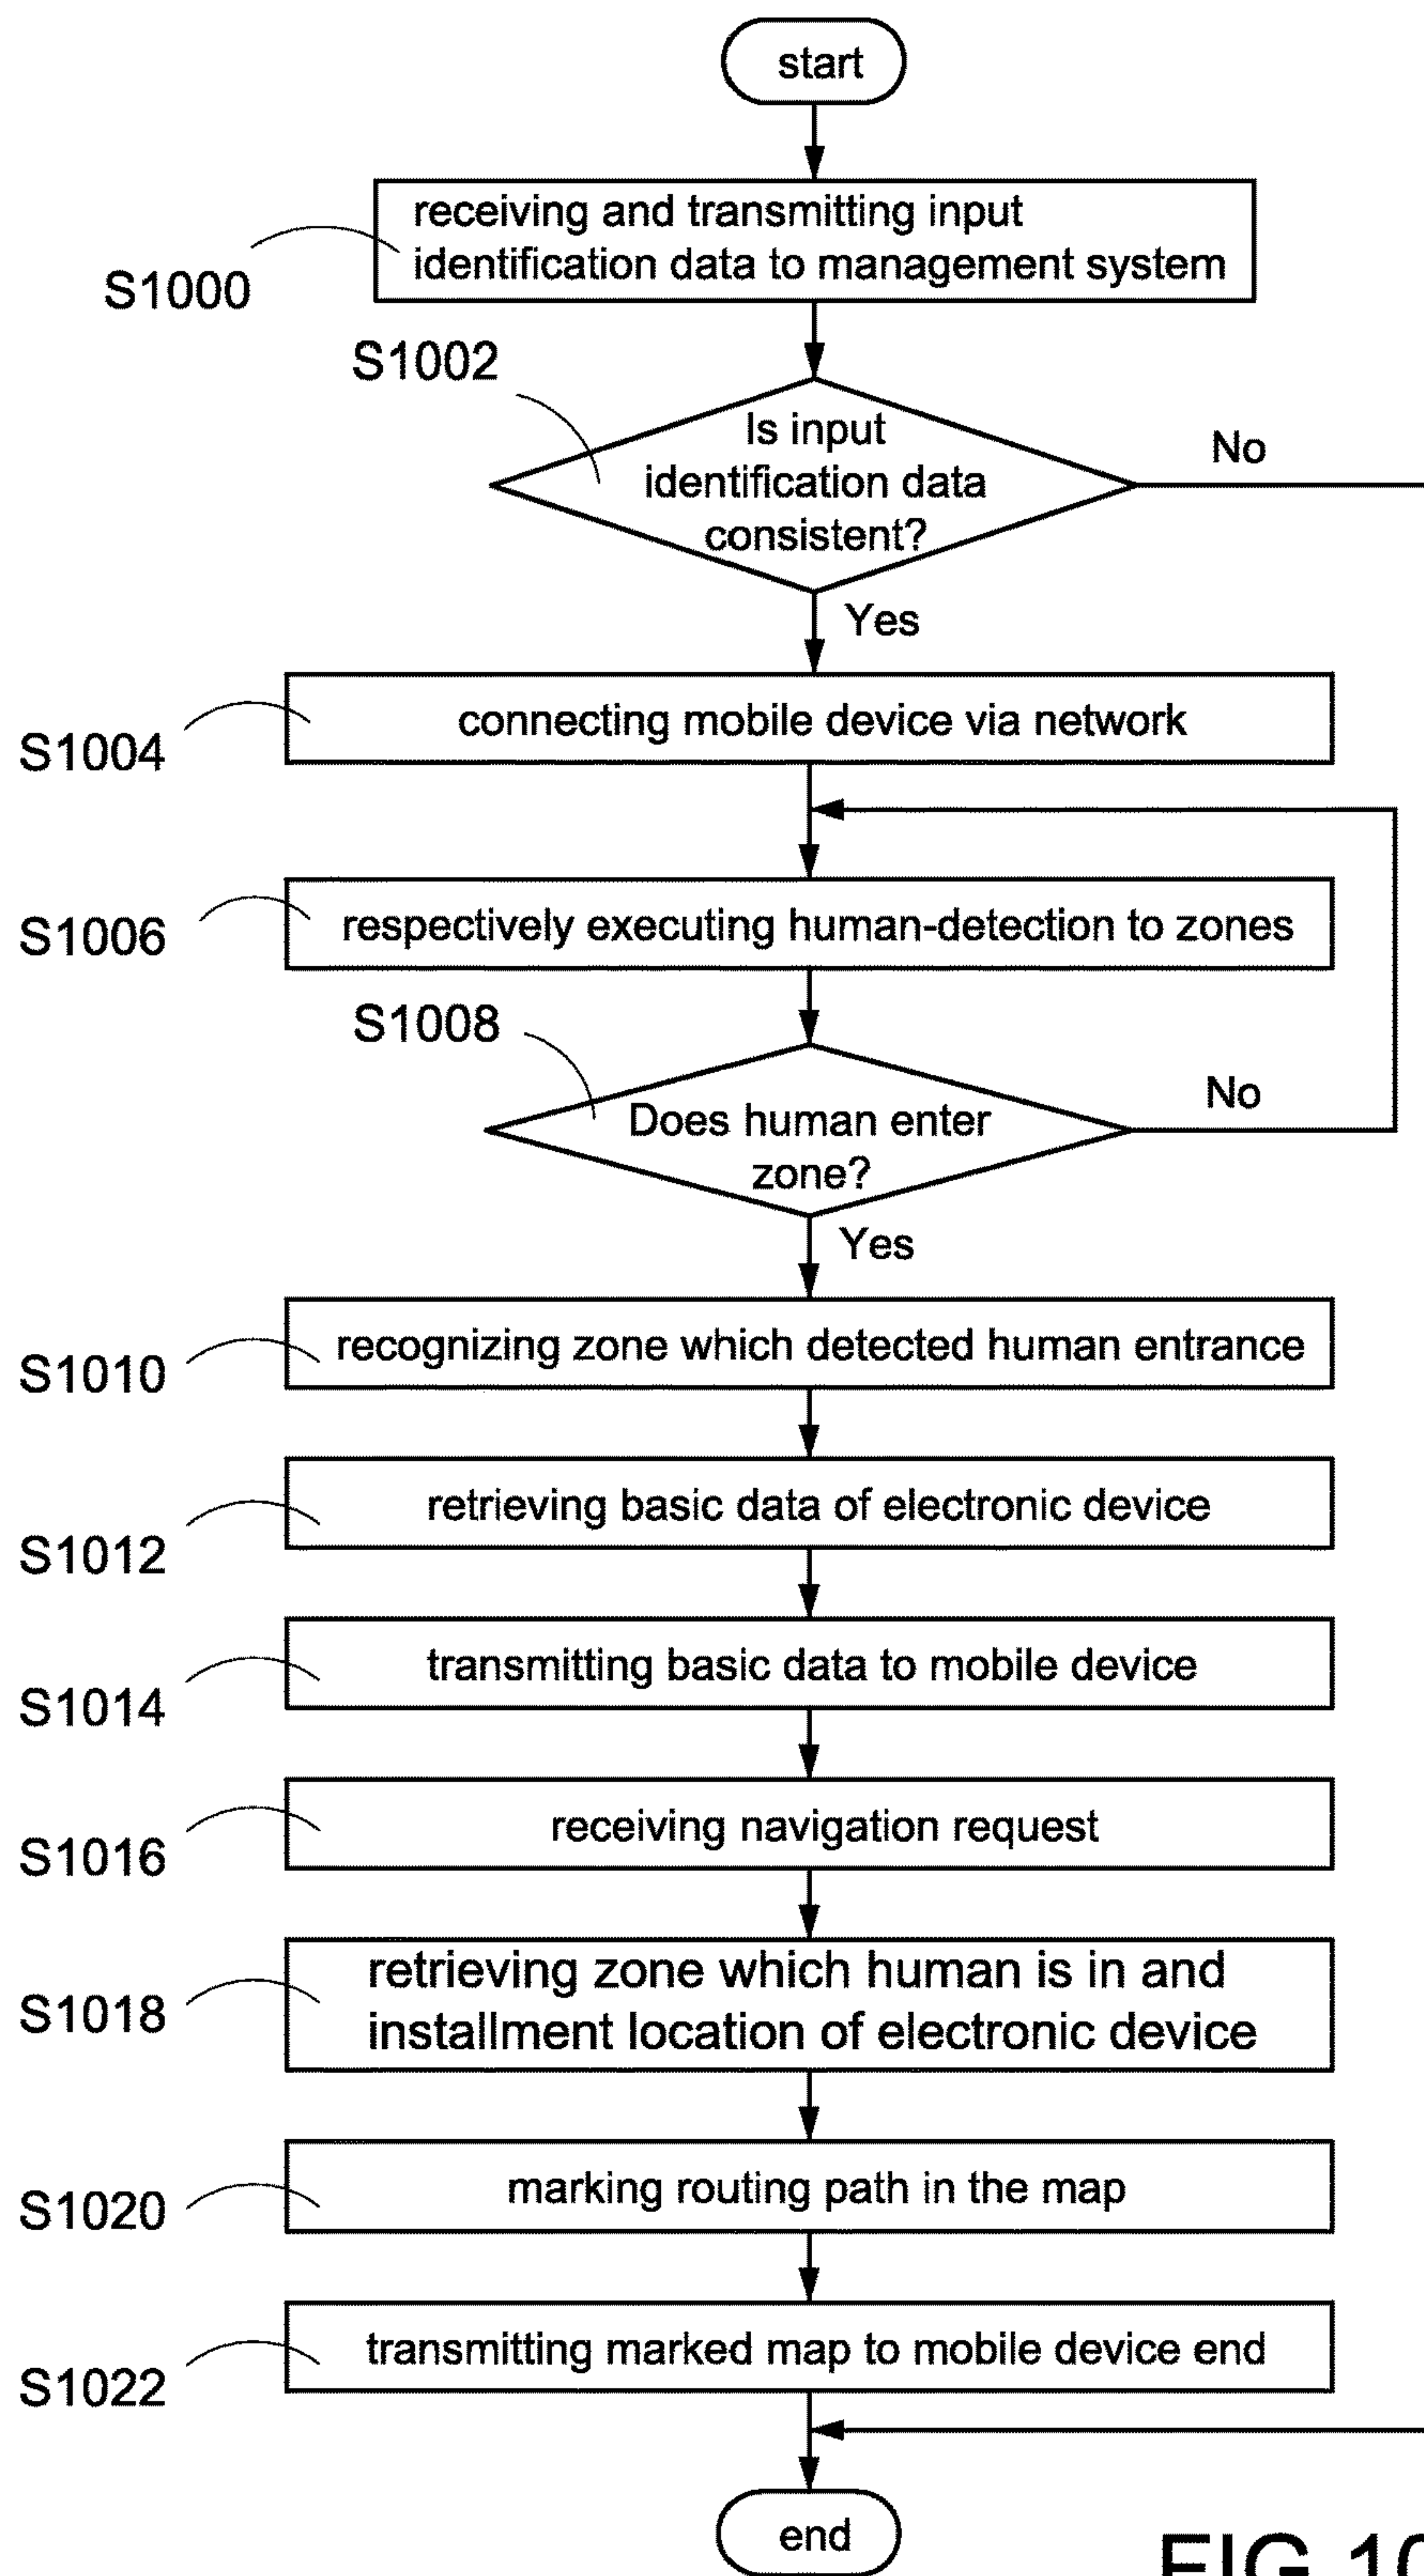 start
receiving and transmitting input
identification data to management system
S1000
S1002
Is input
identification data
consistent?
No
Yes
connecting mobile device via network
S1004
respectively executing human-detection to zones
S1006
S1008
Does human enter
zone?
No
Yes
recognizing zone which detected human entrance
S1010
retrieving basic data of electronic device
S1012
transmitting basic data to mobile device
S1014
receiving navigation request
S1016
retrieving zone which human is in and
installment location of electronic device
S1018
marking routing path in the map
S1020
transmitting marked map to mobile device end
S1022
end
FIG.10